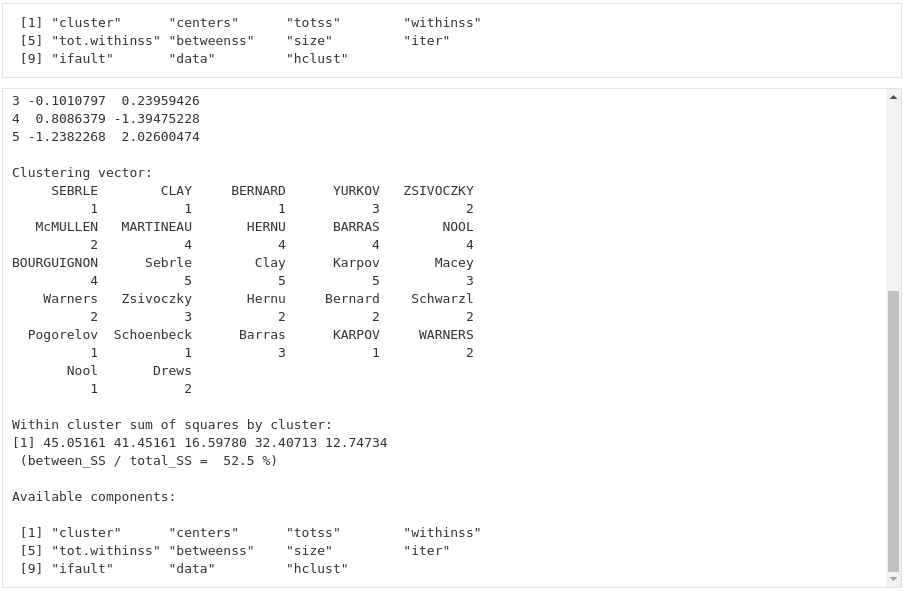 [1] "cluster"      "centers"      "totss"        "withinss"
[5] "tot.withinss" "betweenss"    "size"         "iter"
[9] "ifault"       "data"         "hclust"
3 -0.1010797  0.23959426
4  0.8086379 -1.39475228
5 -1.2382268  2.02600474
Clustering vector:
     SEBRLE        CLAY     BERNARD      YURKOV   ZSIVOCZKY
          1           1           1           3           2
   McMULLEN   MARTINEAU       HERNU      BARRAS        NOOL
          2           4           4           4           4
BOURGUIGNON      Sebrle        Clay      Karpov       Macey
          4           5           5           5           3
    Warners   Zsivoczky       Hernu     Bernard    Schwarzl
          2           3           2           2           2
  Pogorelov  Schoenbeck      Barras      KARPOV     WARNERS
          1           1           3           1           2
       Nool       Drews
          1           2
Within cluster sum of squares by cluster:
[1] 45.05161 41.45161 16.59780 32.40713 12.74734
 (between_SS / total_SS =  52.5 %)
Available components:
[1] "cluster"      "centers"      "totss"        "withinss"
[5] "tot.withinss" "betweenss"    "size"         "iter"
[9] "ifault"       "data"         "hclust"